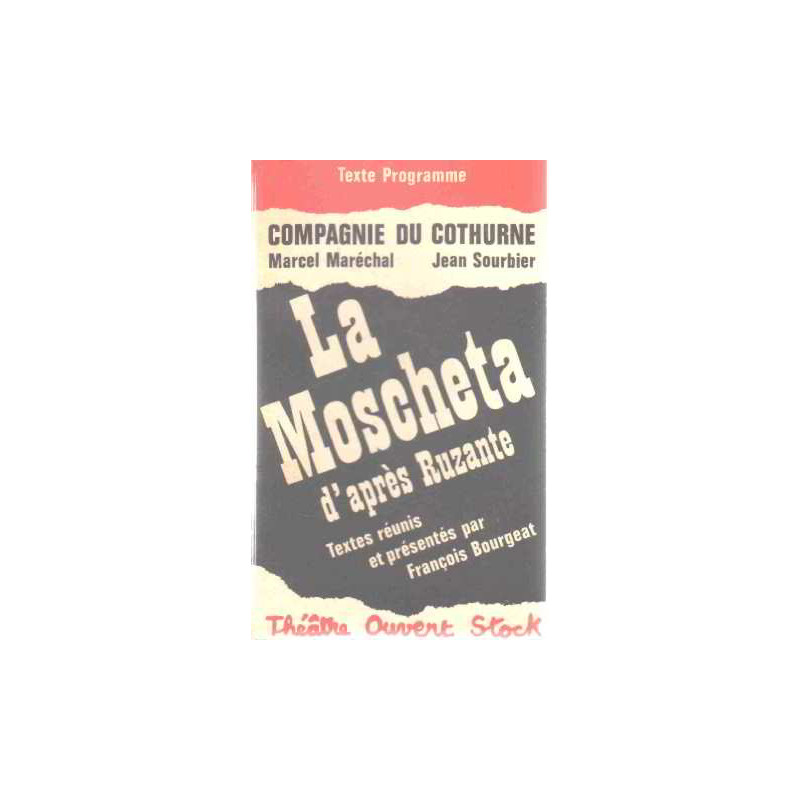 Texte Programme
COMPAGNIE DU COTHURNE
Marcel Maréchal Jean Sourbier
La
Moscheta
d'après Ruzante
Textes réunis
et présentés par
François Bourgeat
Théâtre Ouvert Stock